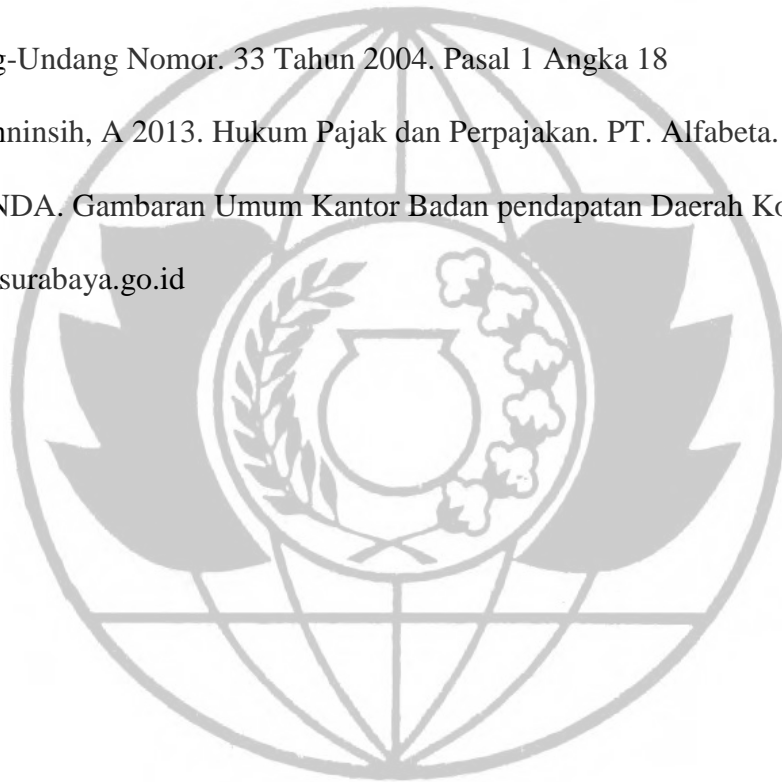 g-Undang Nomor. 33 Tahun 2004. Pasal 1 Angka 18
nninsih, A 2013. Hukum Pajak dan Perpajakan. PT. Alfabeta.
NDA. Gambaran Umum Kantor Badan pendapatan Daerah Ko
surabaya.go.id